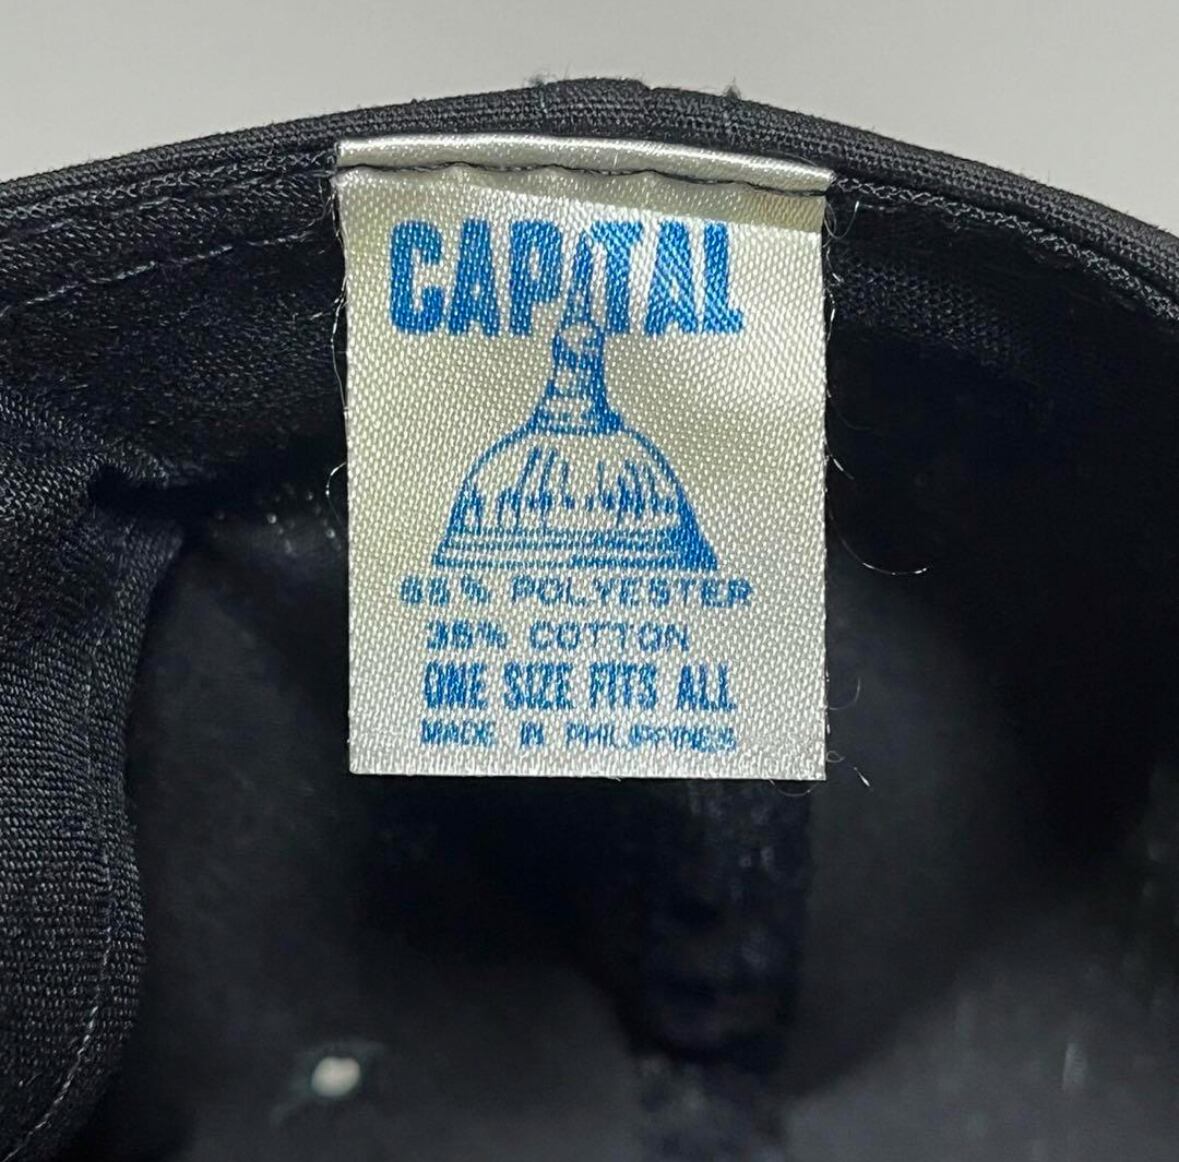 CAPITAL
65% POLYESTER
35% COTTON
ONE SIZE FITS ALL
MADE IN PHILIPPINES